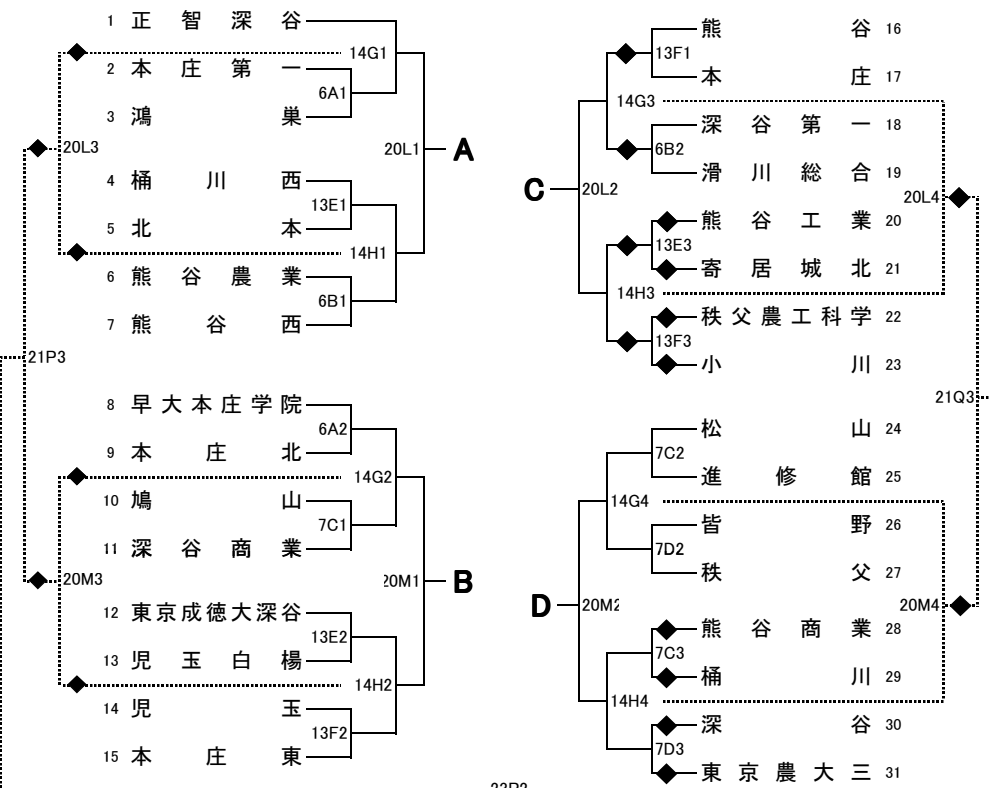 1 正智深谷
14G1
2 本庄第一
6A1
3 鴻巣
20L3
20L1
A
4 桶川西
13E1
5 北本
14H1
6 熊谷農業
6B1
7 熊谷西
21P3
8 早大本庄学院
6A2
9 本庄北
14G2
10 鳩山
7C1
11 深谷商業
20M3
20M1
B
12 東京成徳大深谷
13E2
13 児玉白楊
14H2
14 児玉
13F2
15 本庄東
熊谷 16
13F1
本庄 17
14G3
深谷第一 18
6B2
滑川総合 19
C
20L2
20L4
熊谷工業 20
13E3
寄居城北 21
14H3
秩父農工科学 22
13F3
小川 23
21Q3
松山 24
7C2
進修館 25
14G4
皆野 26
7D2
秩父 27
D
20M2
20M4
熊谷商業 28
7C3
桶川 29
14H4
深谷 30
7D3
東京農大三 31